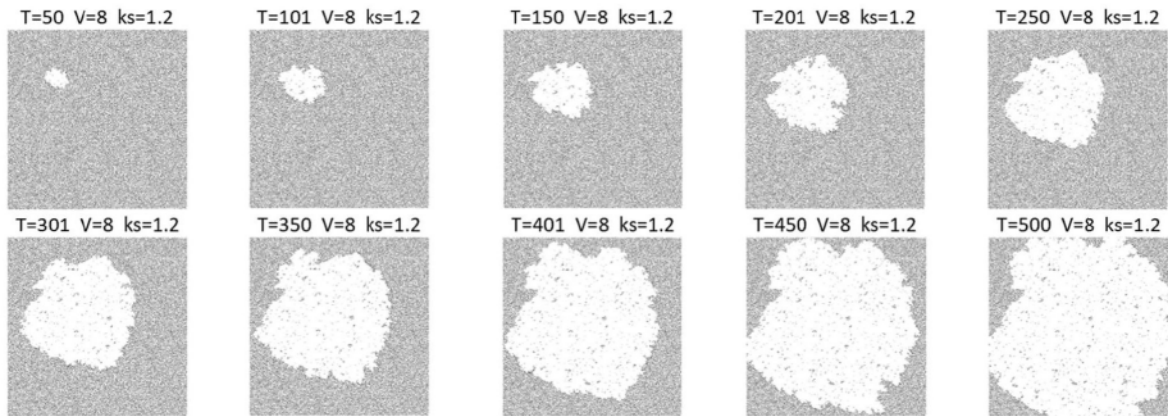 T=50 V=8 ks=1.2
T=101 V=8 ks=1.2
T=150 V=8 ks=1.2
T=201 V=8 ks=1.2
T=250 V=8 ks=1.2
T=301 V=8 ks=1.2
T=350 V=8 ks=1.2
T=401 V=8 ks=1.2
T=450 V=8 ks=1.2
T=500 V=8 ks=1.2